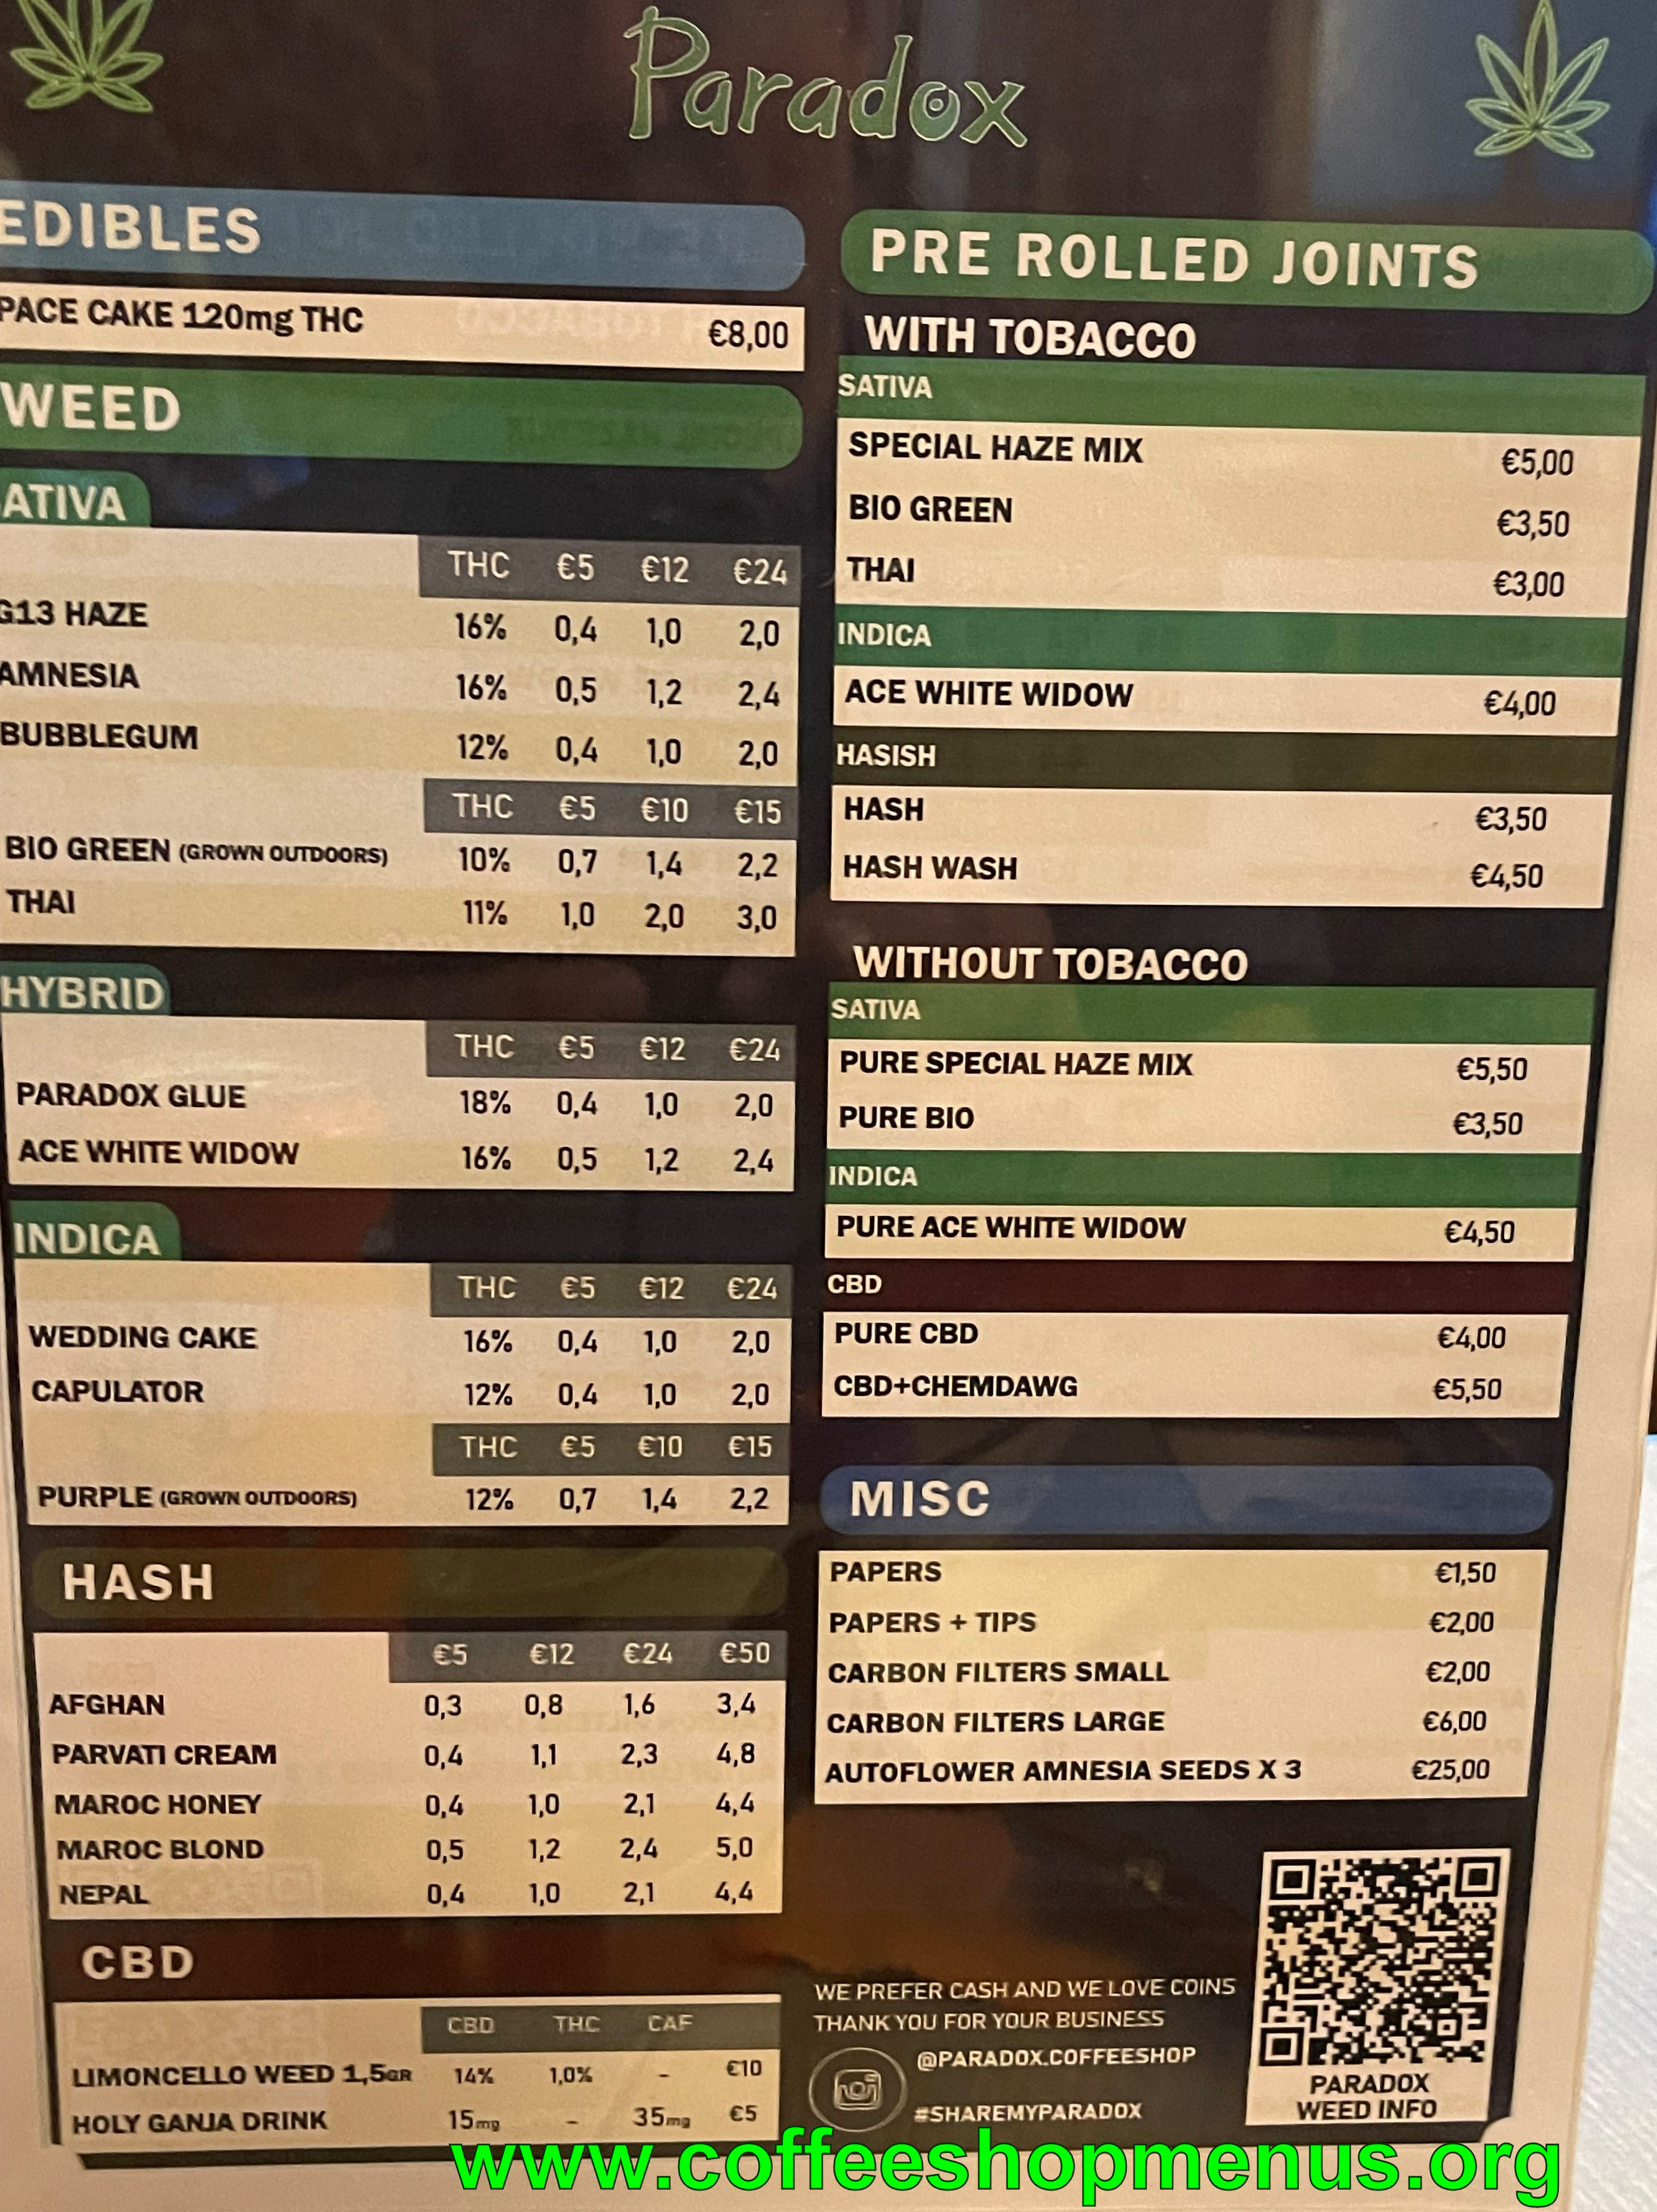 Paradox
EDIBLES
PACE CAKE 120mg THC €8,00
WEED
ATIVA
THC €5 €12 €24
G13 HAZE 16% 0,4 1,0 2,0
AMNESIA 16% 0,5 1,2 2,4
BUBBLEGUM 12% 0,4 1,0 2,0
THC €5 €10 €15
BIO GREEN (GROWN OUTDOORS) 10% 0,7 1,4 2,2
THAI 11% 1,0 2,0 3,0
HYBRID
THC €5 €12 €24
PARADOX GLUE 18% 0,4 1,0 2,0
ACE WHITE WIDOW 16% 0,5 1,2 2,4
INDICA
THC €5 €12 €24
WEDDING CAKE 16% 0,4 1,0 2,0
CAPULATOR 12% 0,4 1,0 2,0
THC €5 €10 €15
PURPLE (GROWN OUTDOORS) 12% 0,7 1,4 2,2
HASH
€5 €12 €24 €50
AFGHAN 0,3 0,8 1,6 3,4
PARVATI CREAM 0,4 1,1 2,3 4,8
MAROC HONEY 0,4 1,0 2,1 4,4
MAROC BLOND 0,5 1,2 2,4 5,0
NEPAL 0,4 1,0 2,1 4,4
CBD
CBD THC CAF
LIMONCELLO WEED 1,5GR 14% 1,0% - €10
HOLY GANJA DRINK 15mg - 35mg €5
PRE ROLLED JOINTS
WITH TOBACCO
SATIVA
SPECIAL HAZE MIX €5,00
BIO GREEN €3,50
THAI €3,00
INDICA
ACE WHITE WIDOW €4,00
HASISH
HASH €3,50
HASH WASH €4,50
WITHOUT TOBACCO
SATIVA
PURE SPECIAL HAZE MIX €5,50
PURE BIO €3,50
INDICA
PURE ACE WHITE WIDOW €4,50
CBD
PURE CBD €4,00
CBD+CHEMDAWG €5,50
MISC
PAPERS €1,50
PAPERS + TIPS €2,00
CARBON FILTERS SMALL €2,00
CARBON FILTERS LARGE €6,00
AUTOFLOWER AMNESIA SEEDS X 3 €25,00
WE PREFER CASH AND WE LOVE COINS
THANK YOU FOR YOUR BUSINESS
@PARADOX.COFFEESHOP
#SHAREMYPARADOX
PARADOX
WEED INFO
www.coffeeshopmenus.org